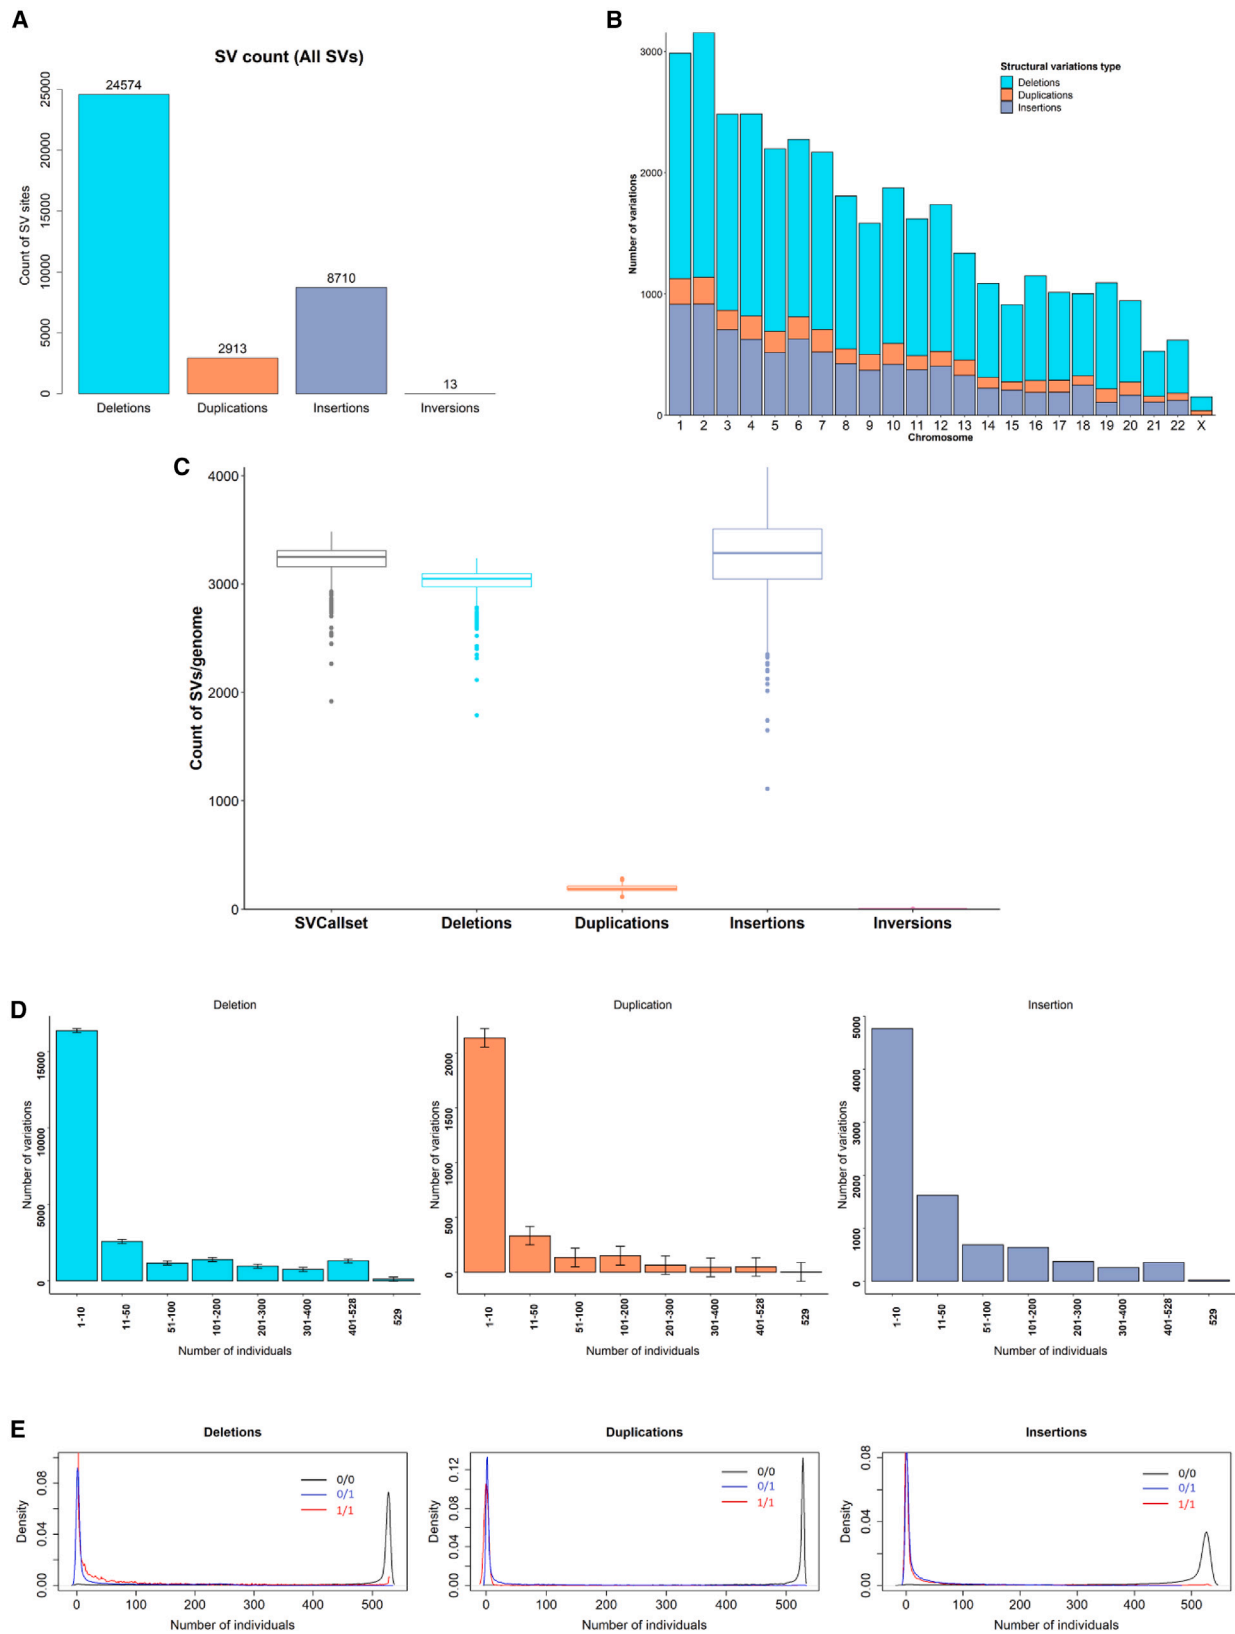 A
SV count (All SVs)
Count of SV sites
0
5000
10000
15000
20000
25000
24574
2913
8710
13
Deletions
Duplications
Insertions
Inversions
B
Number of variations
0
1000
2000
3000
Structural variations type
Deletions
Duplications
Insertions
1 2 3 4 5 6 7 8 9 10 11 12 13 14 15 16 17 18 19 20 21 22 X
Chromosome
C
Count of SVs/genome
4000
3000
2000
1000
0
SVCallset Deletions Duplications Insertions Inversions
D
Deletion
Number of variations
0
5000
10000
15000
1-10
11-50
51-100
101-200
201-300
301-400
401-528
529
Number of individuals
Duplication
Number of variations
0
500
1000
1500
2000
1-10
11-50
51-100
101-200
201-300
301-400
401-528
529
Number of individuals
Insertion
Number of variations
0
1000
2000
3000
4000
5000
1-10
11-50
51-100
101-200
201-300
301-400
401-528
529
Number of individuals
E
Deletions
Density
0.00
0.04
0.08
0/0
0/1
1/1
0 100 200 300 400 500
Number of individuals
Duplications
Density
0.00
0.04
0.08
0.12
0/0
0/1
1/1
0 100 200 300 400 500
Number of individuals
Insertions
Density
0.00
0.04
0.08
0/0
0/1
1/1
0 100 200 300 400 500
Number of individuals